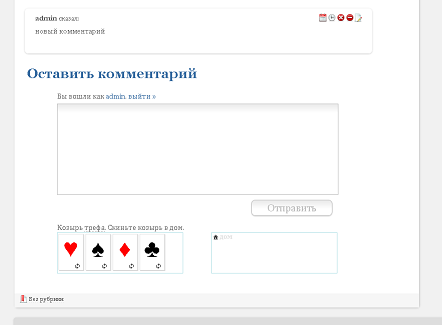 admin сказал:
новый комментарий
Оставить комментарий
Вы вошли как admin. выйти »
Отправить
Козырь трефа. Скиньте козырь в дом.
дом
Без рубрики